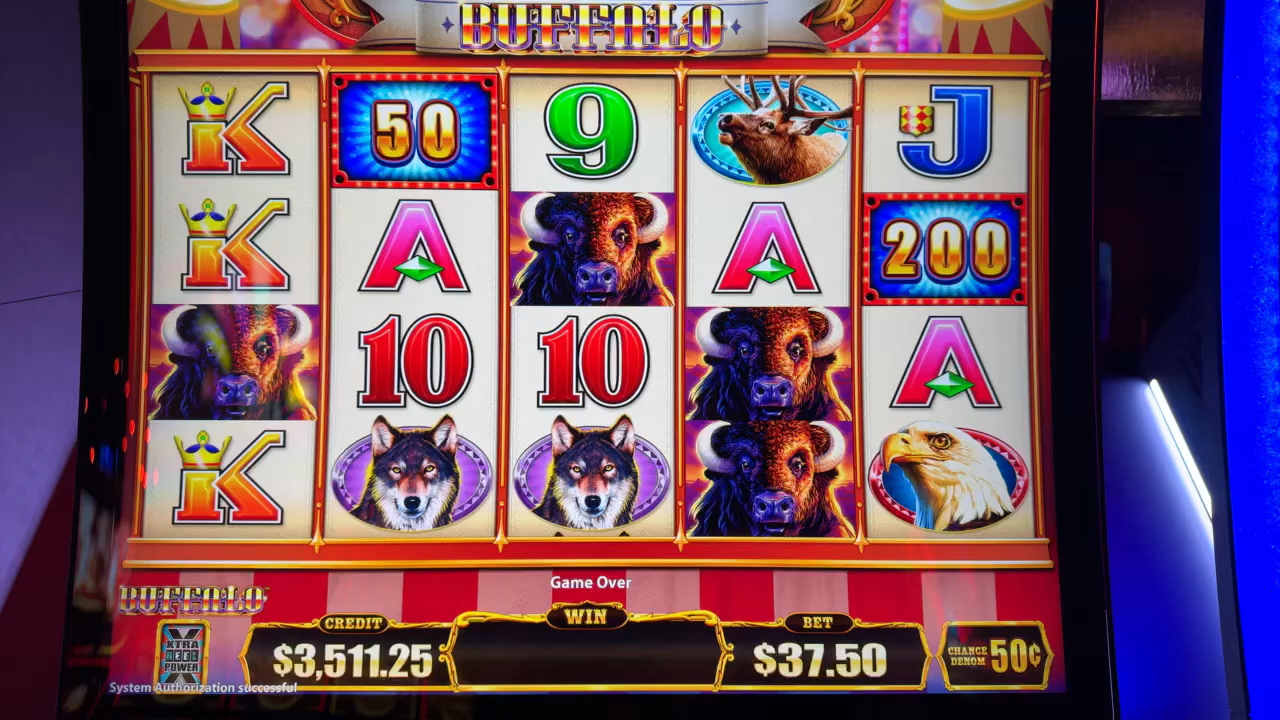 BUFFALO
K 50 9 J
K A A 200
10 10 A
K
Game Over
BUFFALO™
CREDIT WIN BET
XTRA REEL POWER
$3,511.25 $37.50 CHANGE DENOM 50¢
System Authorization successful